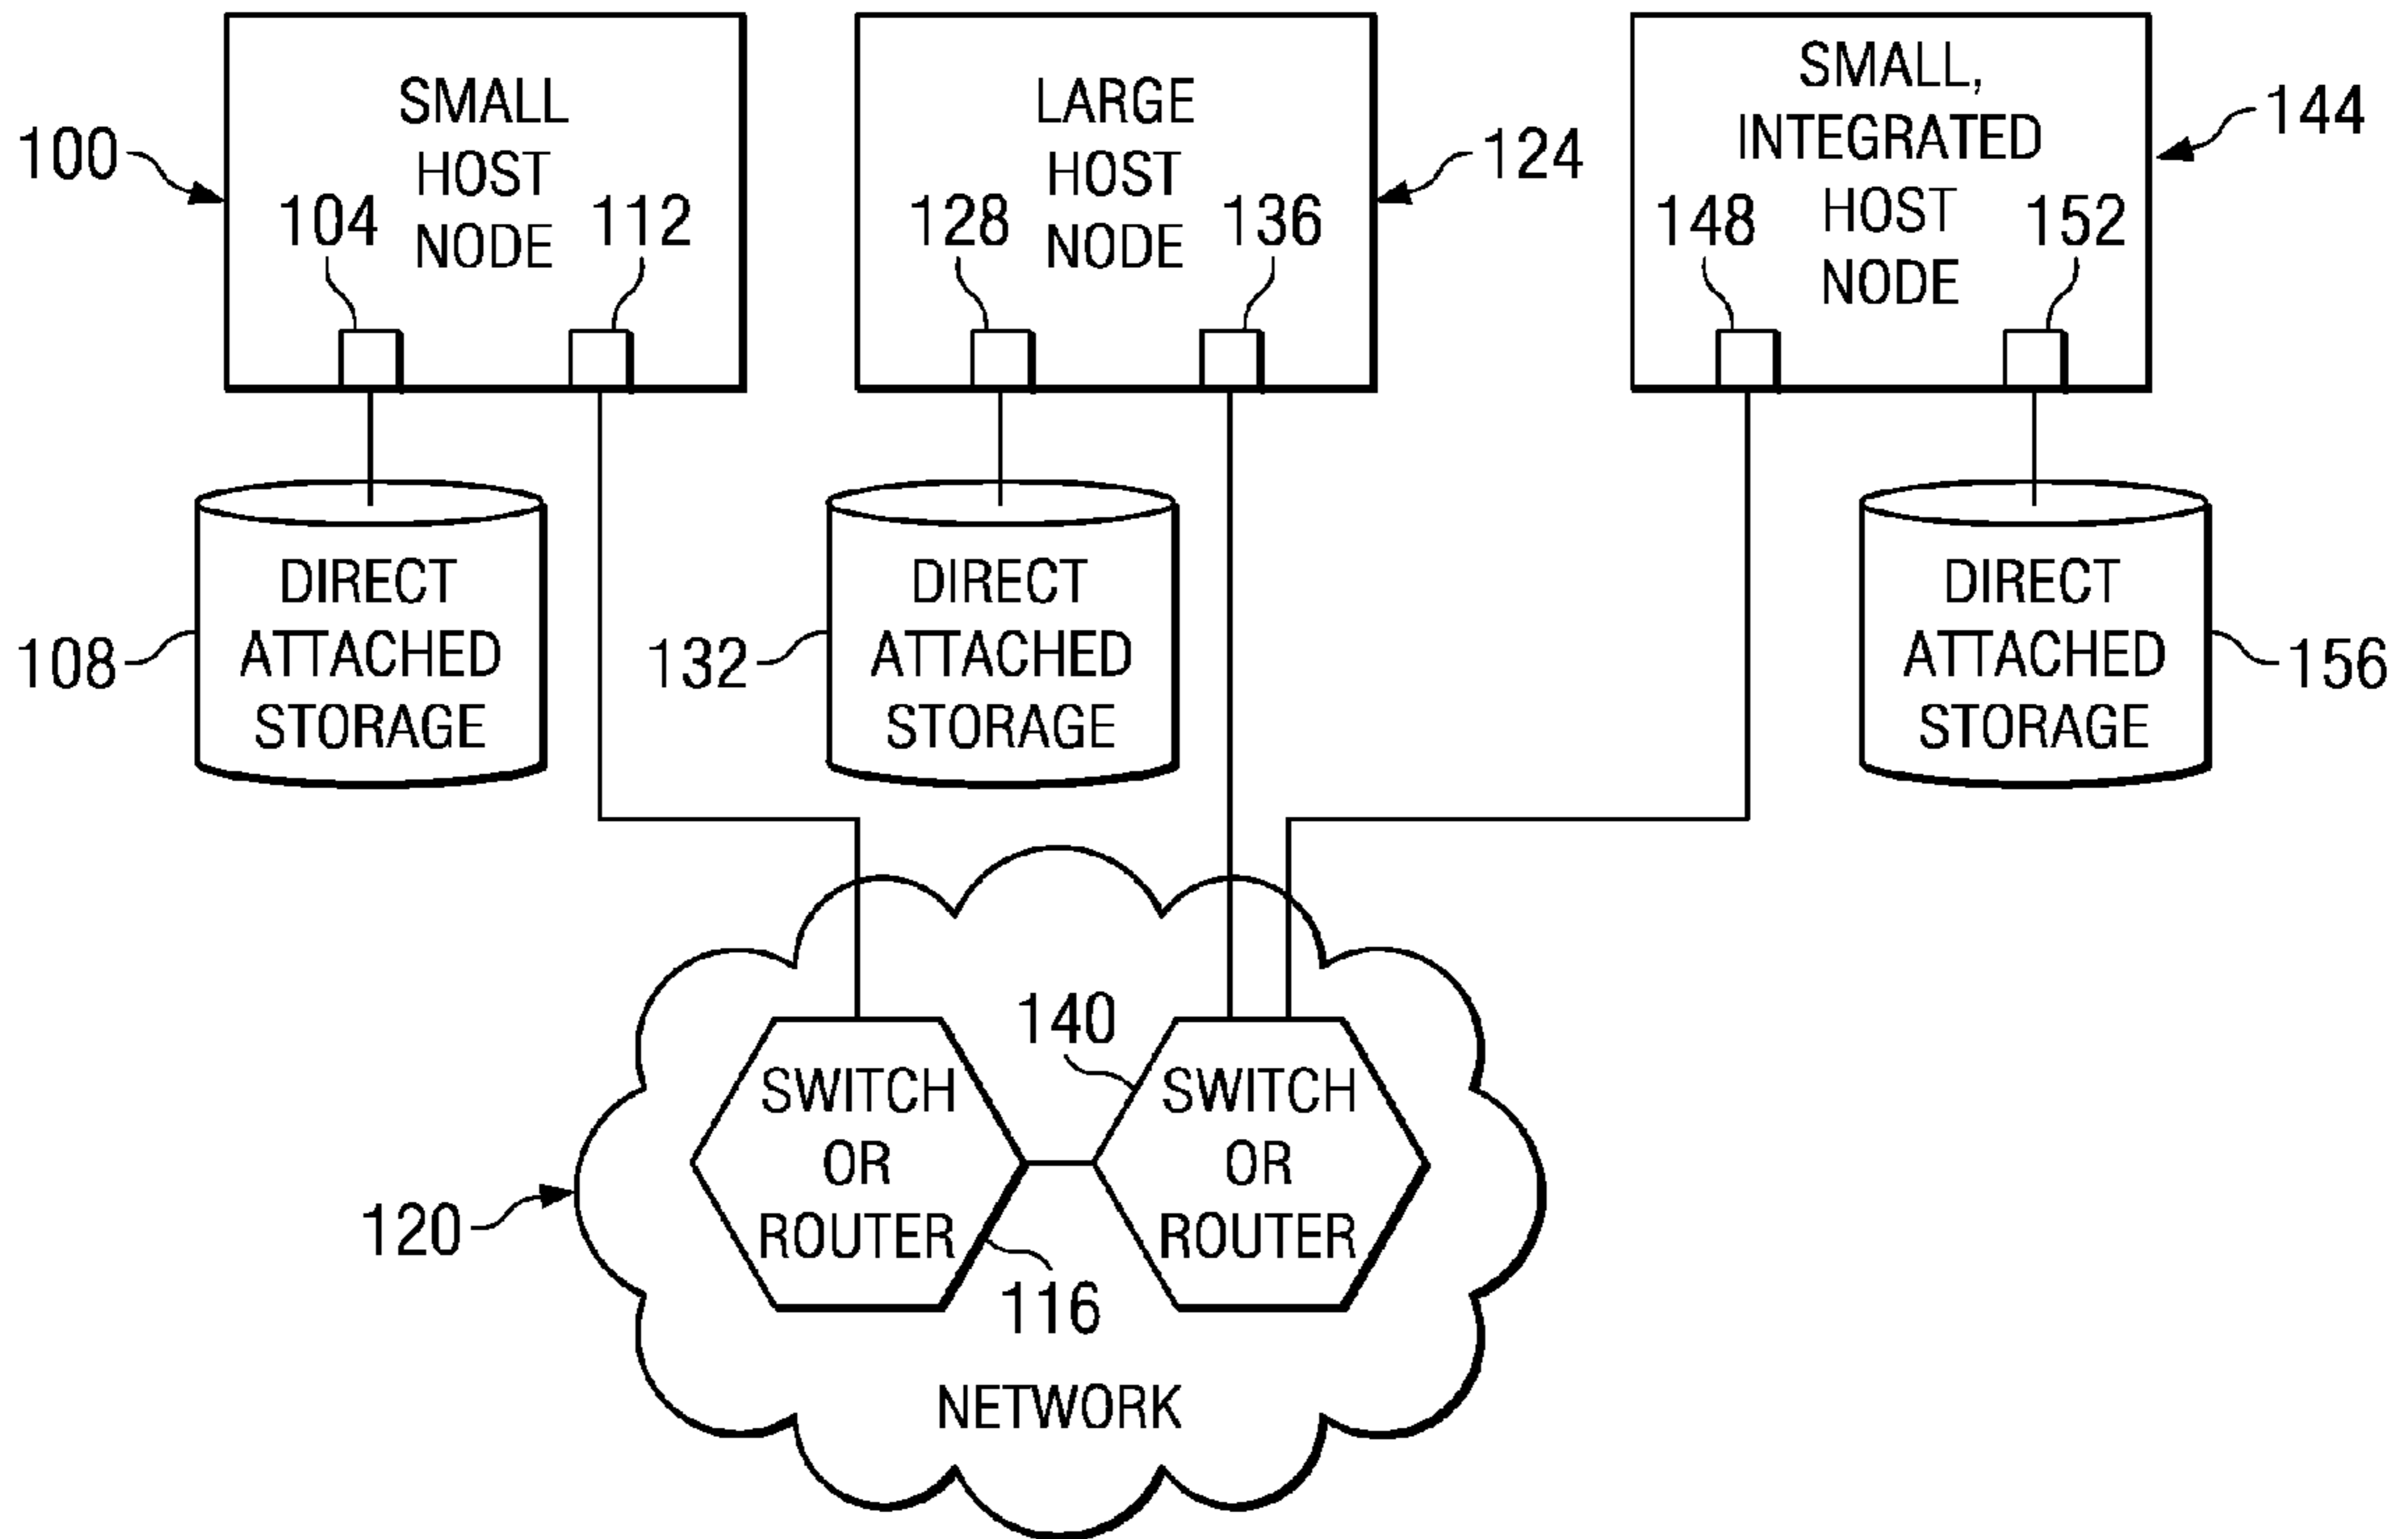 SMALL
HOST
NODE
100
104
112
LARGE
HOST
NODE
124
128
136
SMALL,
INTEGRATED
HOST
NODE
144
148
152
DIRECT
ATTACHED
STORAGE
108
DIRECT
ATTACHED
STORAGE
132
DIRECT
ATTACHED
STORAGE
156
140
SWITCH
OR
ROUTER
SWITCH
OR
ROUTER
120
116
NETWORK